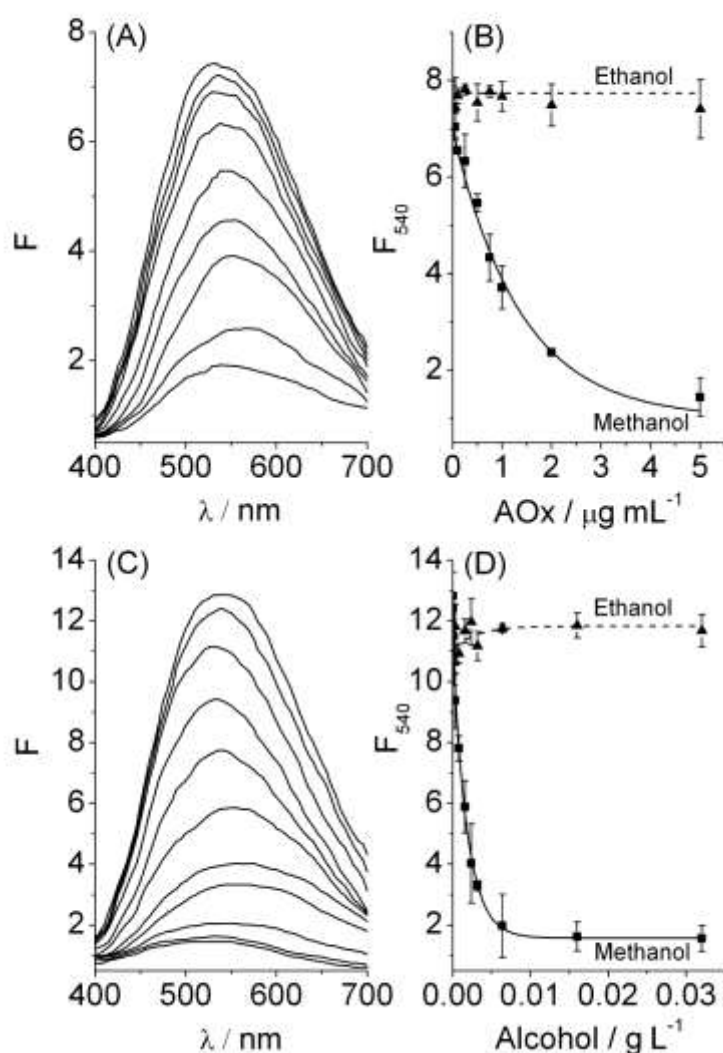 (A)
8
6
4
2
F
400 500 600 700
λ / nm
(B)
8
6
4
2
F540
Ethanol
Methanol
0 1 2 3 4 5
AOx / μg mL-1
(C)
14
12
10
8
6
4
2
F
400 500 600 700
λ / nm
(D)
14
12
10
8
6
4
2
F540
Ethanol
Methanol
0.00 0.01 0.02 0.03
Alcohol / g L-1